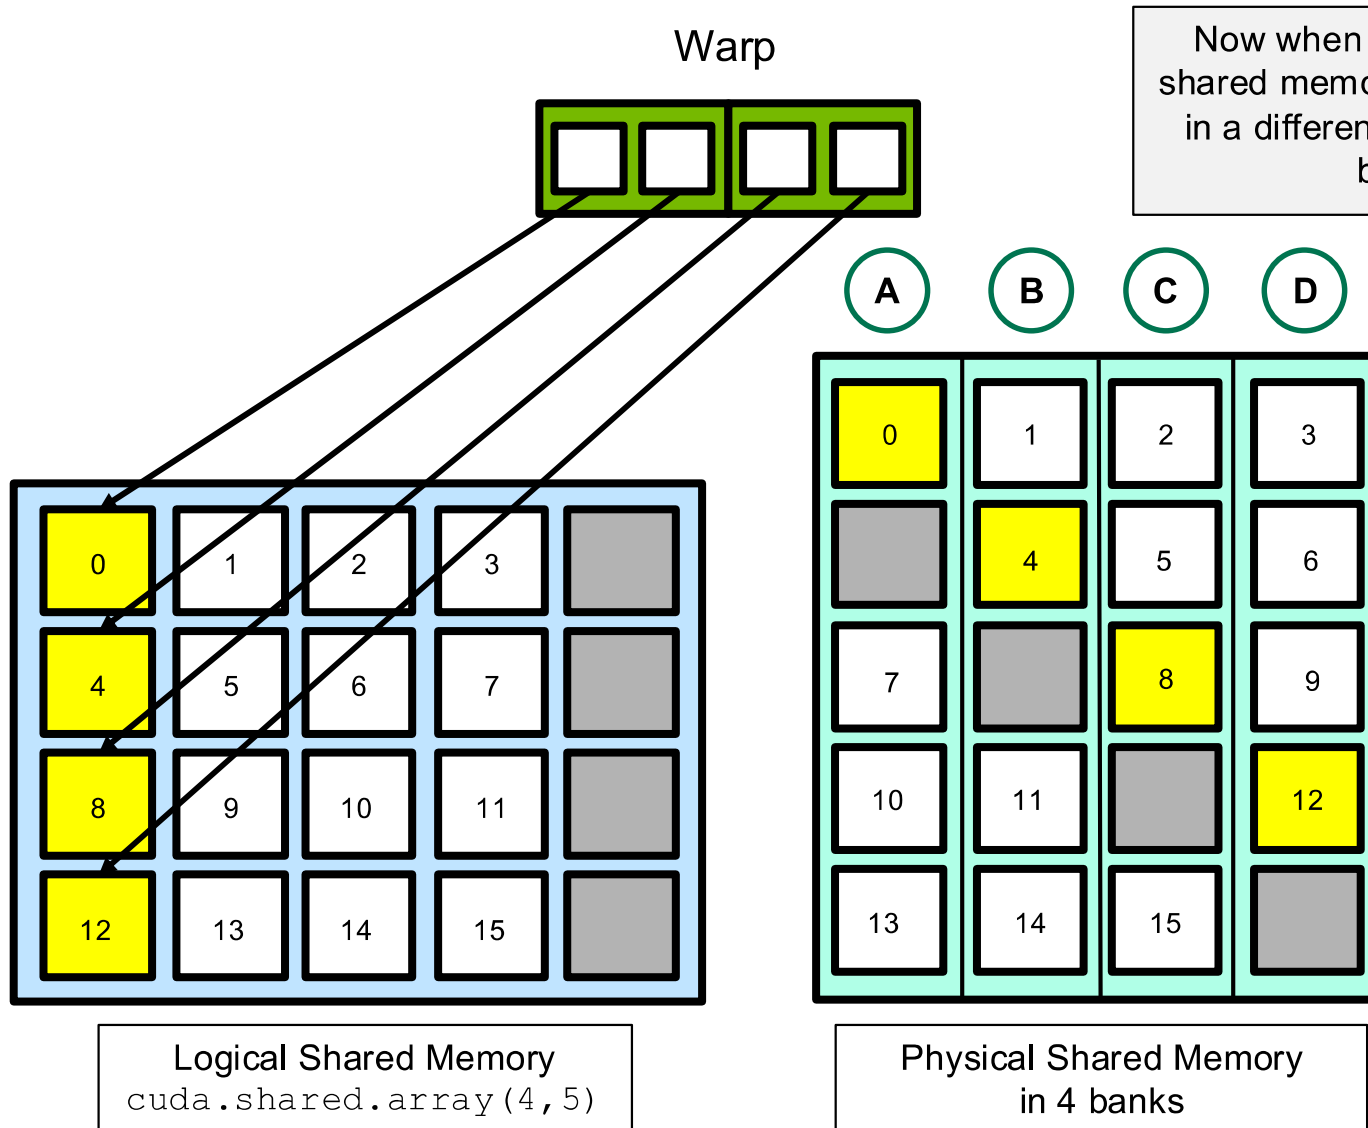 Warp
Now when
shared memo
in a differen
b
A B C D
0 1 2 3
4 5 6
7 8 9
10 11 12
13 14 15
0 1 2 3
4 5 6 7
8 9 10 11
12 13 14 15
Logical Shared Memory
cuda.shared.array(4,5)
Physical Shared Memory
in 4 banks